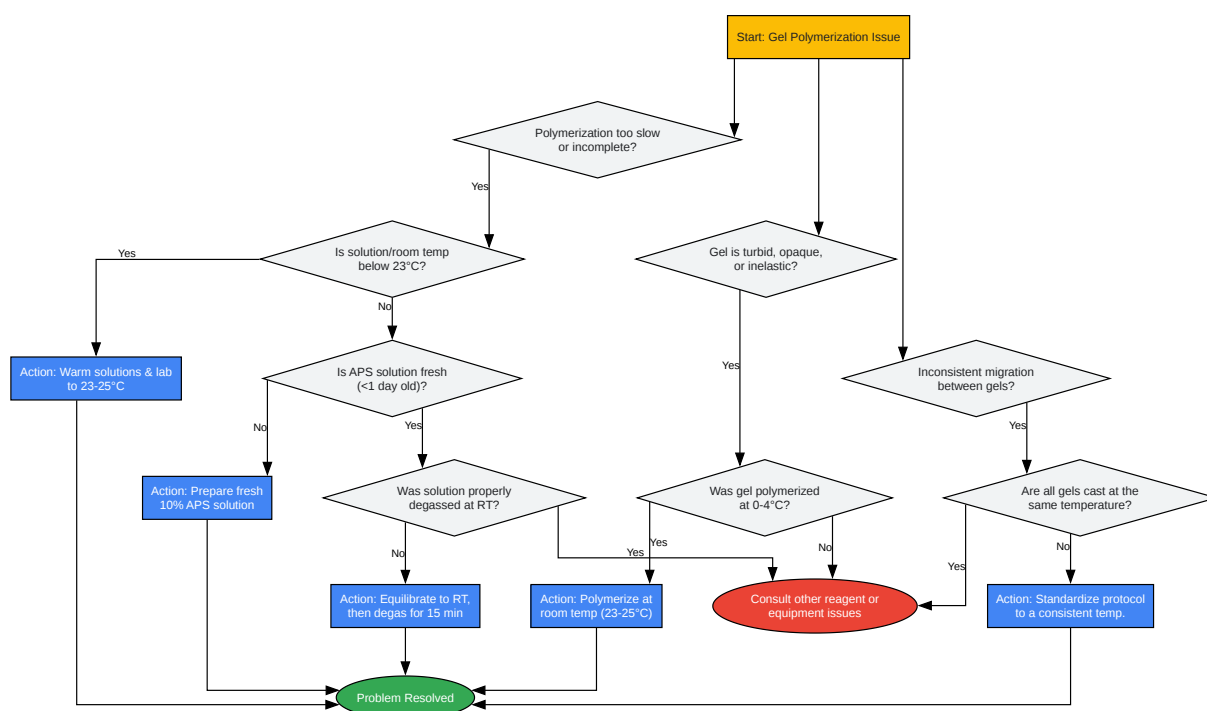 Start: Gel Polymerization Issue
Polymerization too slow
or incomplete?
Yes
Is solution/room temp
below 23°C?
Gel is turbid, opaque,
or inelastic?
Yes
No
Action: Warm solutions & lab
to 23-25°C
Is APS solution fresh
(<1 day old)?
Yes
Inconsistent migration
between gels?
No
Yes
Yes
Action: Prepare fresh
10% APS solution
Was solution properly
degassed at RT?
Was gel polymerized
at 0-4°C?
Are all gels cast at the
same temperature?
No
Yes
Yes
No
Yes
No
Action: Equilibrate to RT,
then degas for 15 min
Action: Polymerize at
room temp (23-25°C)
Consult other reagent or
equipment issues
Action: Standardize protocol
to a consistent temp.
Problem Resolved